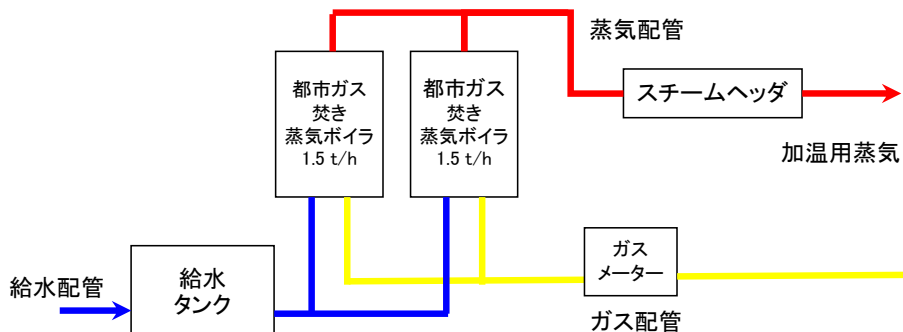 蒸気配管
都市ガス
焚き
蒸気ボイラ
1.5 t/h
都市ガス
焚き
蒸気ボイラ
1.5 t/h
スチームヘッダ
加温用蒸気
ガス
メーター
給水配管
給水
タンク
ガス配管